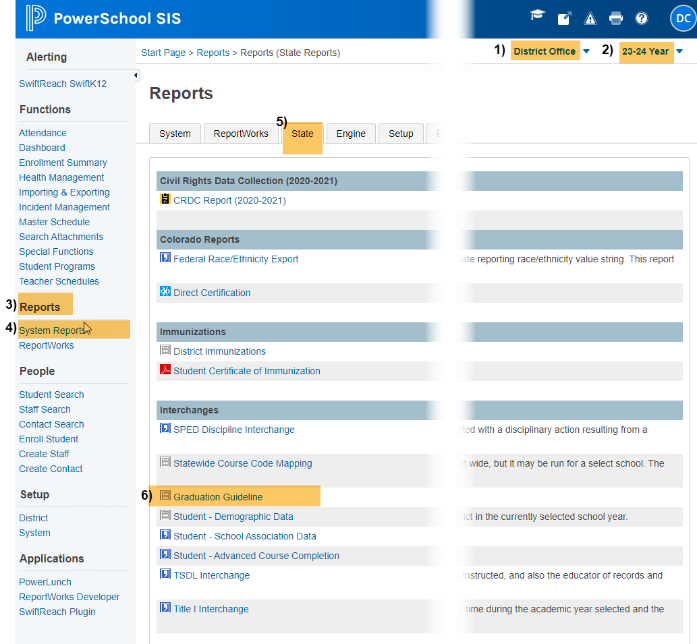 PowerSchool SIS
DC
Alerting
SwiftReach SwiftK12
Functions
Attendance
Dashboard
Enrollment Summary
Health Management
Importing & Exporting
Incident Management
Master Schedule
Search Attachments
Special Functions
Student Programs
Teacher Schedules
3) Reports
4) System Reports
ReportWorks
People
Student Search
Staff Search
Contact Search
Enroll Student
Create Staff
Create Contact
Setup
District
System
Applications
PowerLunch
ReportWorks Developer
SwiftReach Plugin
Start Page > Reports > Reports (State Reports)
1) District Office 2) 23-24 Year
Reports
5)
System ReportWorks State Engine Setup
Civil Rights Data Collection (2020-2021)
CRDC Report (2020-2021)
Colorado Reports
Federal Race/Ethnicity Export ate reporting race/ethnicity value string. This report
Direct Certification
Immunizations
District Immunizations
Student Certificate of Immunization
Interchanges
SPED Discipline Interchange ted with a disciplinary action resulting from a
Statewide Course Code Mapping ct wide, but it may be run for a select school. The
6) Graduation Guideline
Student - Demographic Data ict in the currently selected school year.
Student - School Association Data
Student - Advanced Course Completion
TSDL Interchange instructed, and also the educator of records and
Title I Interchange time during the academic year selected and the